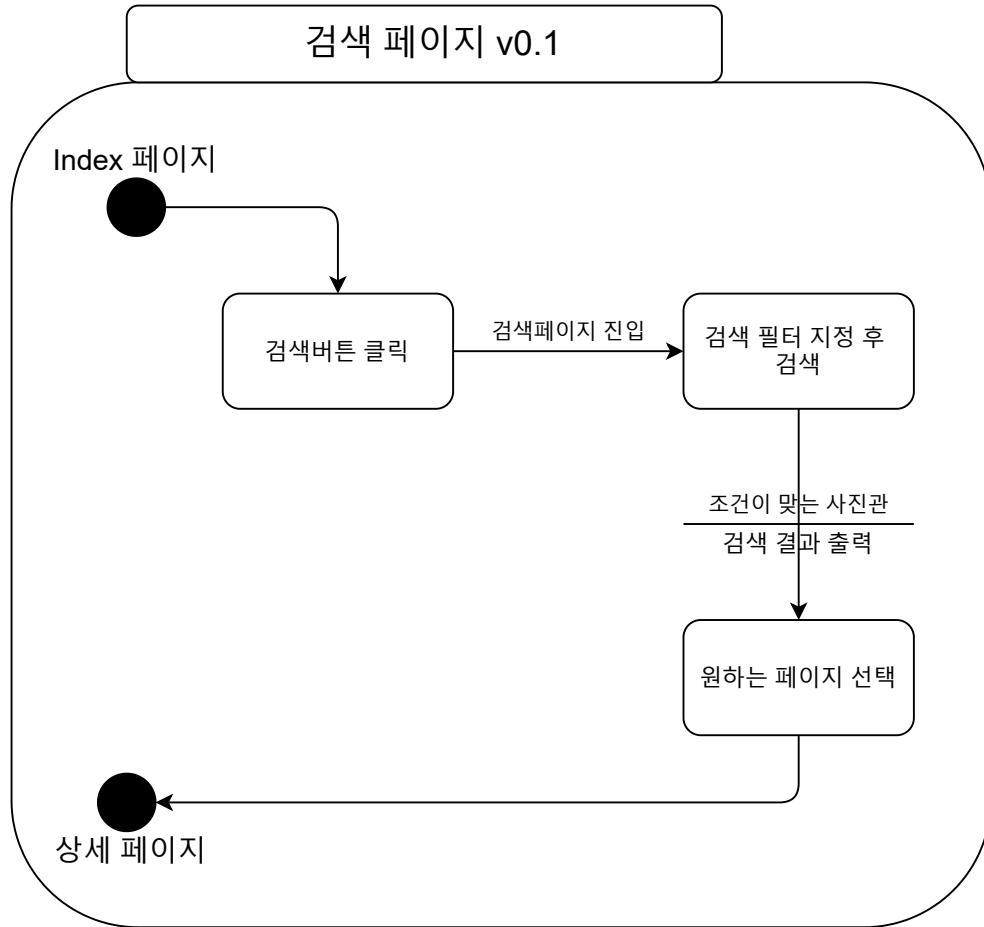 검색 페이지 v0.1
Index 페이지
검색버튼 클릭
검색페이지 진입
검색 필터 지정 후
검색
조건이 맞는 사진관
검색 결과 출력
원하는 페이지 선택
상세 페이지